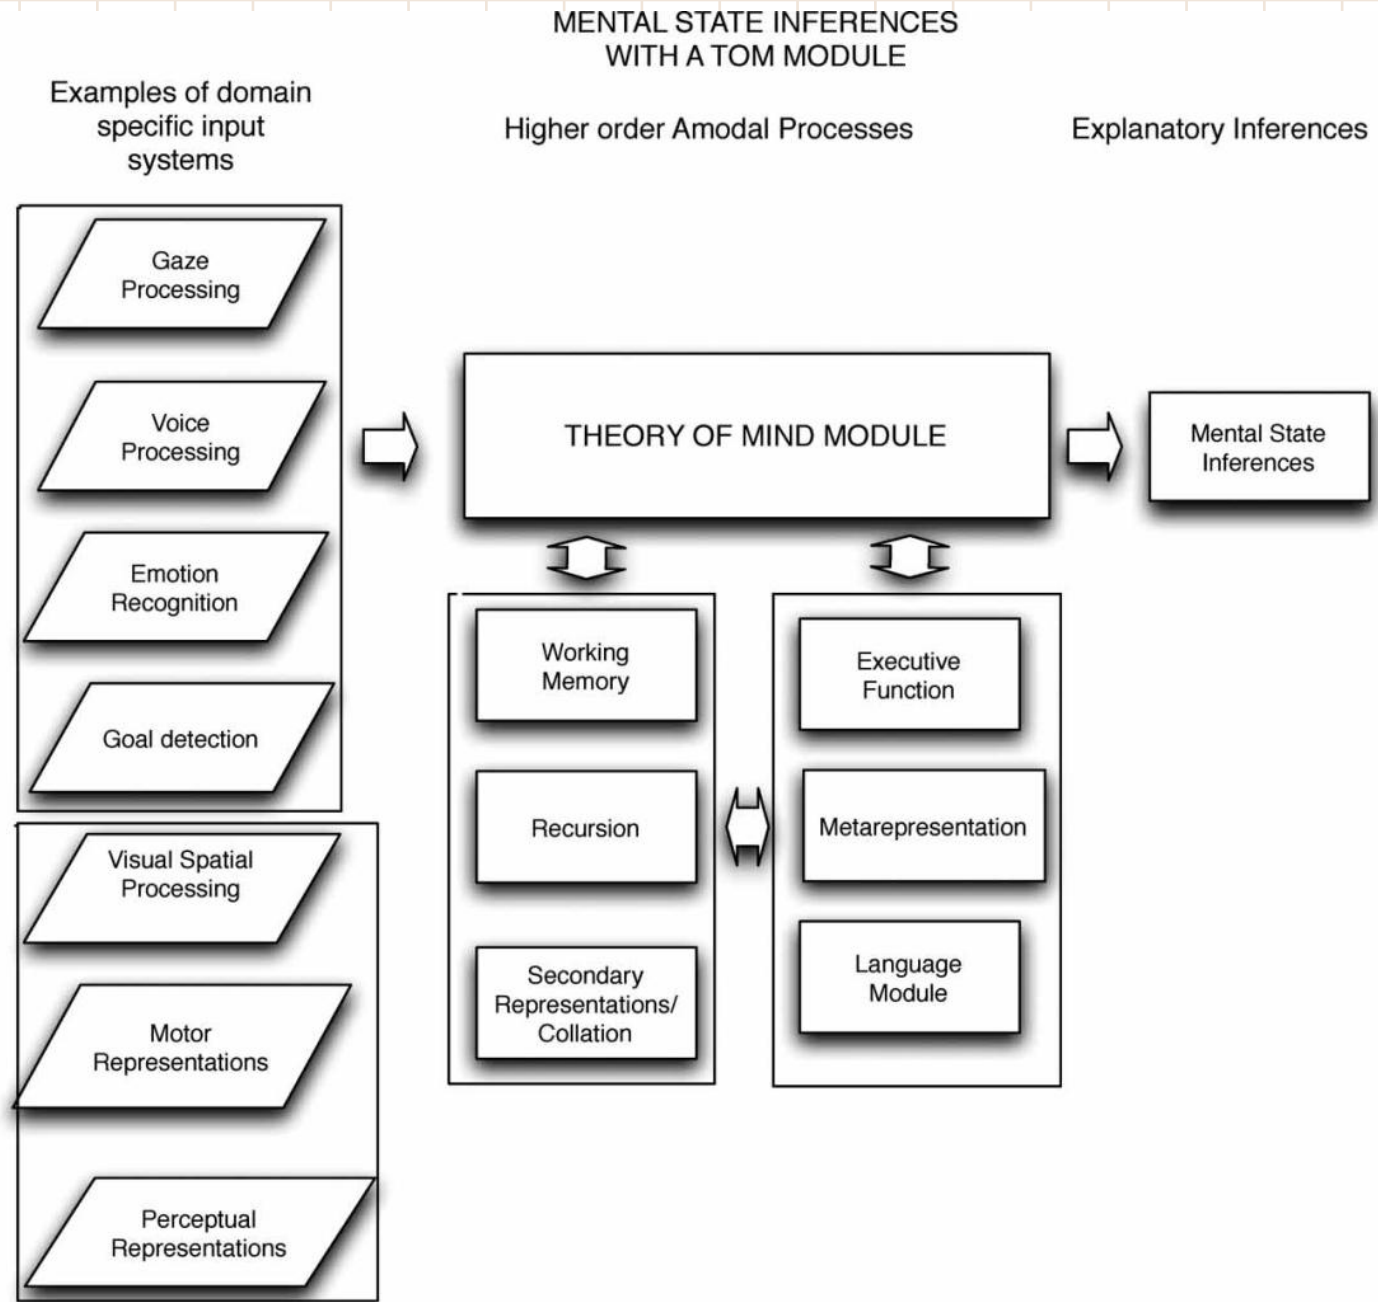 MENTAL STATE INFERENCES
WITH A TOM MODULE
Examples of domain
specific input
systems
Higher order Amodal Processes
Explanatory Inferences
Gaze
Processing
Voice
Processing
Emotion
Recognition
Goal detection
Visual Spatial
Processing
Motor
Representations
Perceptual
Representations
THEORY OF MIND MODULE
Working
Memory
Recursion
Secondary
Representations/
Collation
Executive
Function
Metarepresentation
Language
Module
Mental State
Inferences